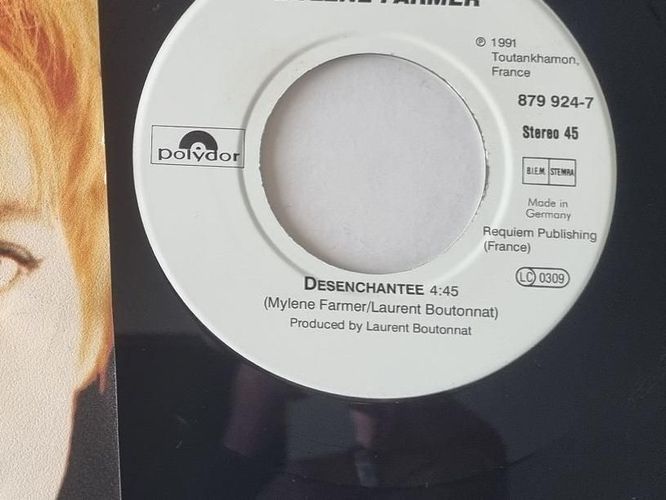 FARMER
℗ 1991
Toutankhamon,
France
879 924-7
Stereo 45
polydor
B.I.E.M. STEMRA
Made in
Germany
Requiem Publishing
(France)
LC 0309
DESENCHANTEE 4:45
(Mylene Farmer/Laurent Boutonnat)
Produced by Laurent Boutonnat